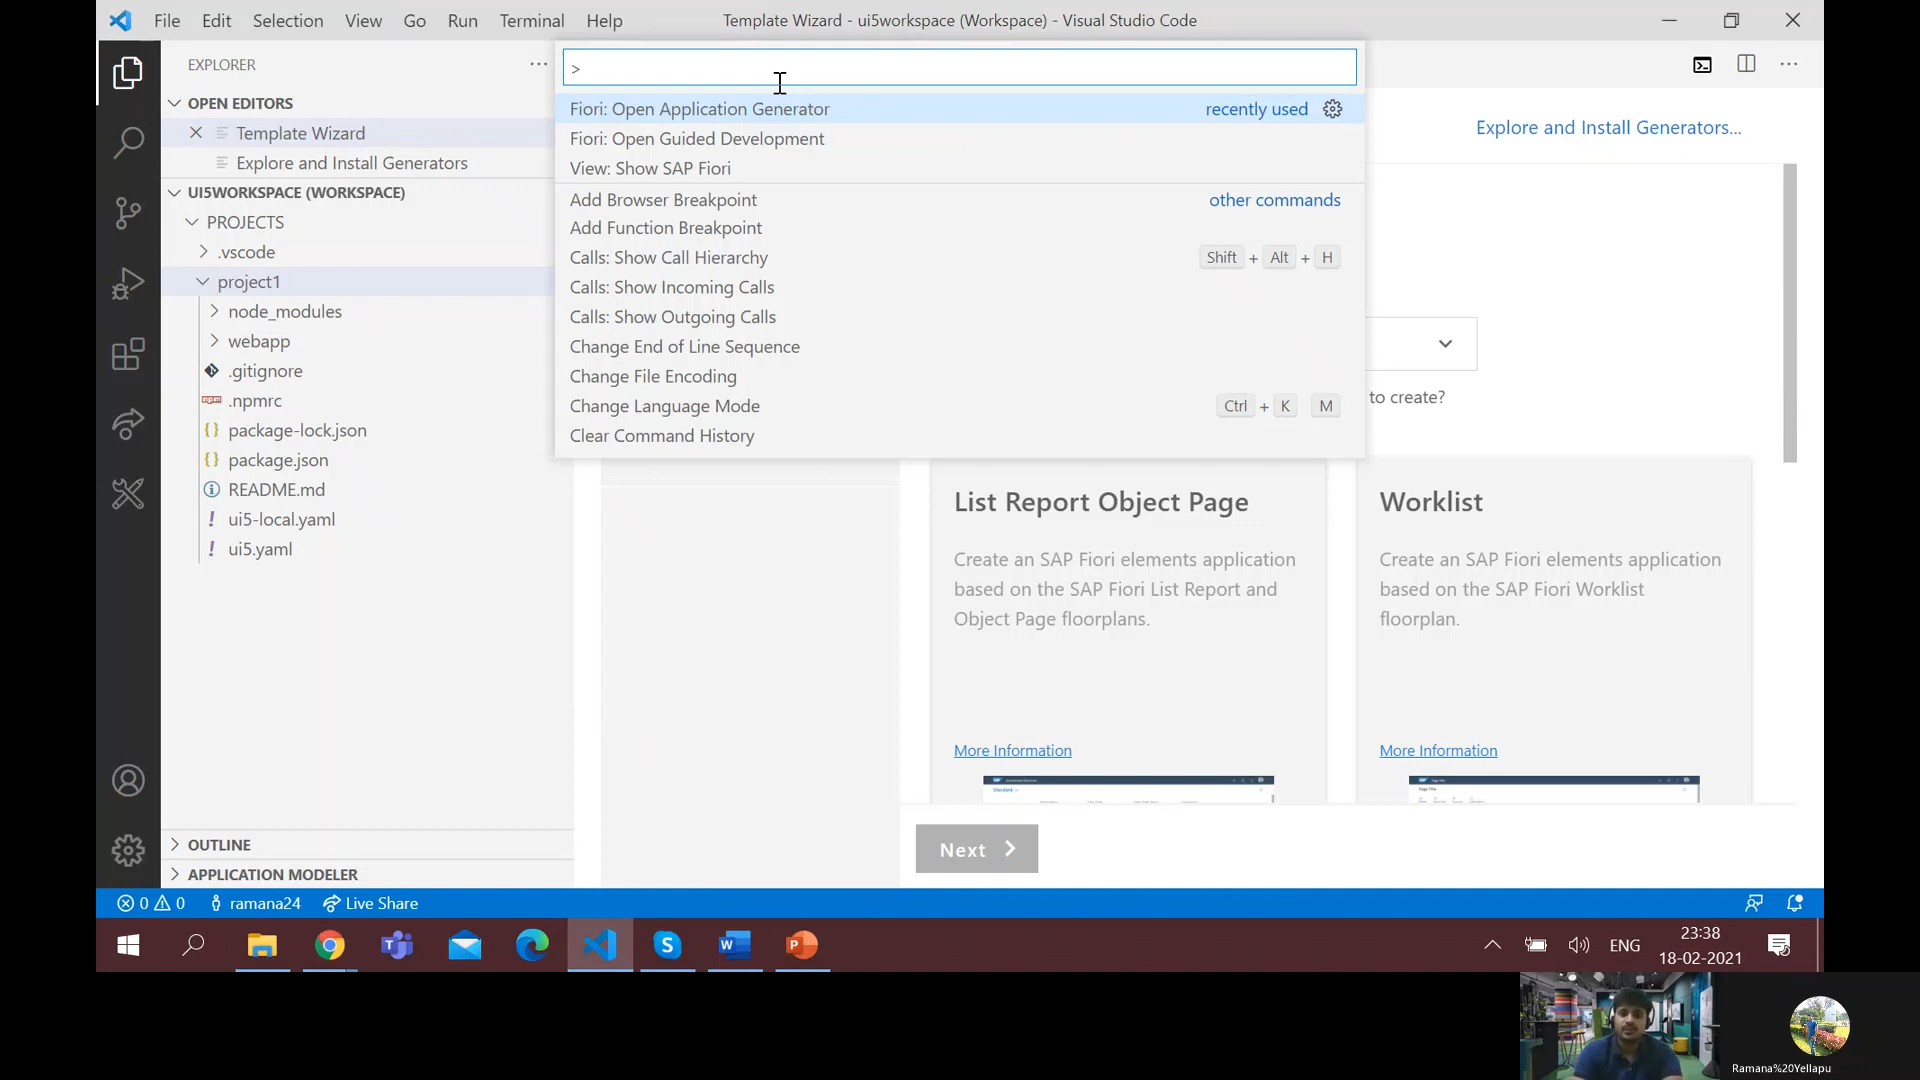 File Edit Selection View Go Run Terminal Help
Template Wizard - ui5workspace (Workspace) - Visual Studio Code
EXPLORER
OPEN EDITORS
Template Wizard
Explore and Install Generators
UI5WORKSPACE (WORKSPACE)
PROJECTS
.vscode
project1
node_modules
webapp
.gitignore
.npmrc
package-lock.json
package.json
README.md
ui5-local.yaml
ui5.yaml
OUTLINE
APPLICATION MODELER
>
Fiori: Open Application Generator recently used
Fiori: Open Guided Development
View: Show SAP Fiori
Add Browser Breakpoint other commands
Add Function Breakpoint
Calls: Show Call Hierarchy Shift + Alt + H
Calls: Show Incoming Calls
Calls: Show Outgoing Calls
Change End of Line Sequence
Change File Encoding
Change Language Mode Ctrl + K M
Clear Command History
Explore and Install Generators...
to create?
List Report Object Page
Create an SAP Fiori elements application
based on the SAP Fiori List Report and
Object Page floorplans.
More Information
Worklist
Create an SAP Fiori elements application
based on the SAP Fiori Worklist
floorplan.
More Information
Next
0 0 ramana24 Live Share
ENG
23:38
18-02-2021
Ramana%20Yellapu